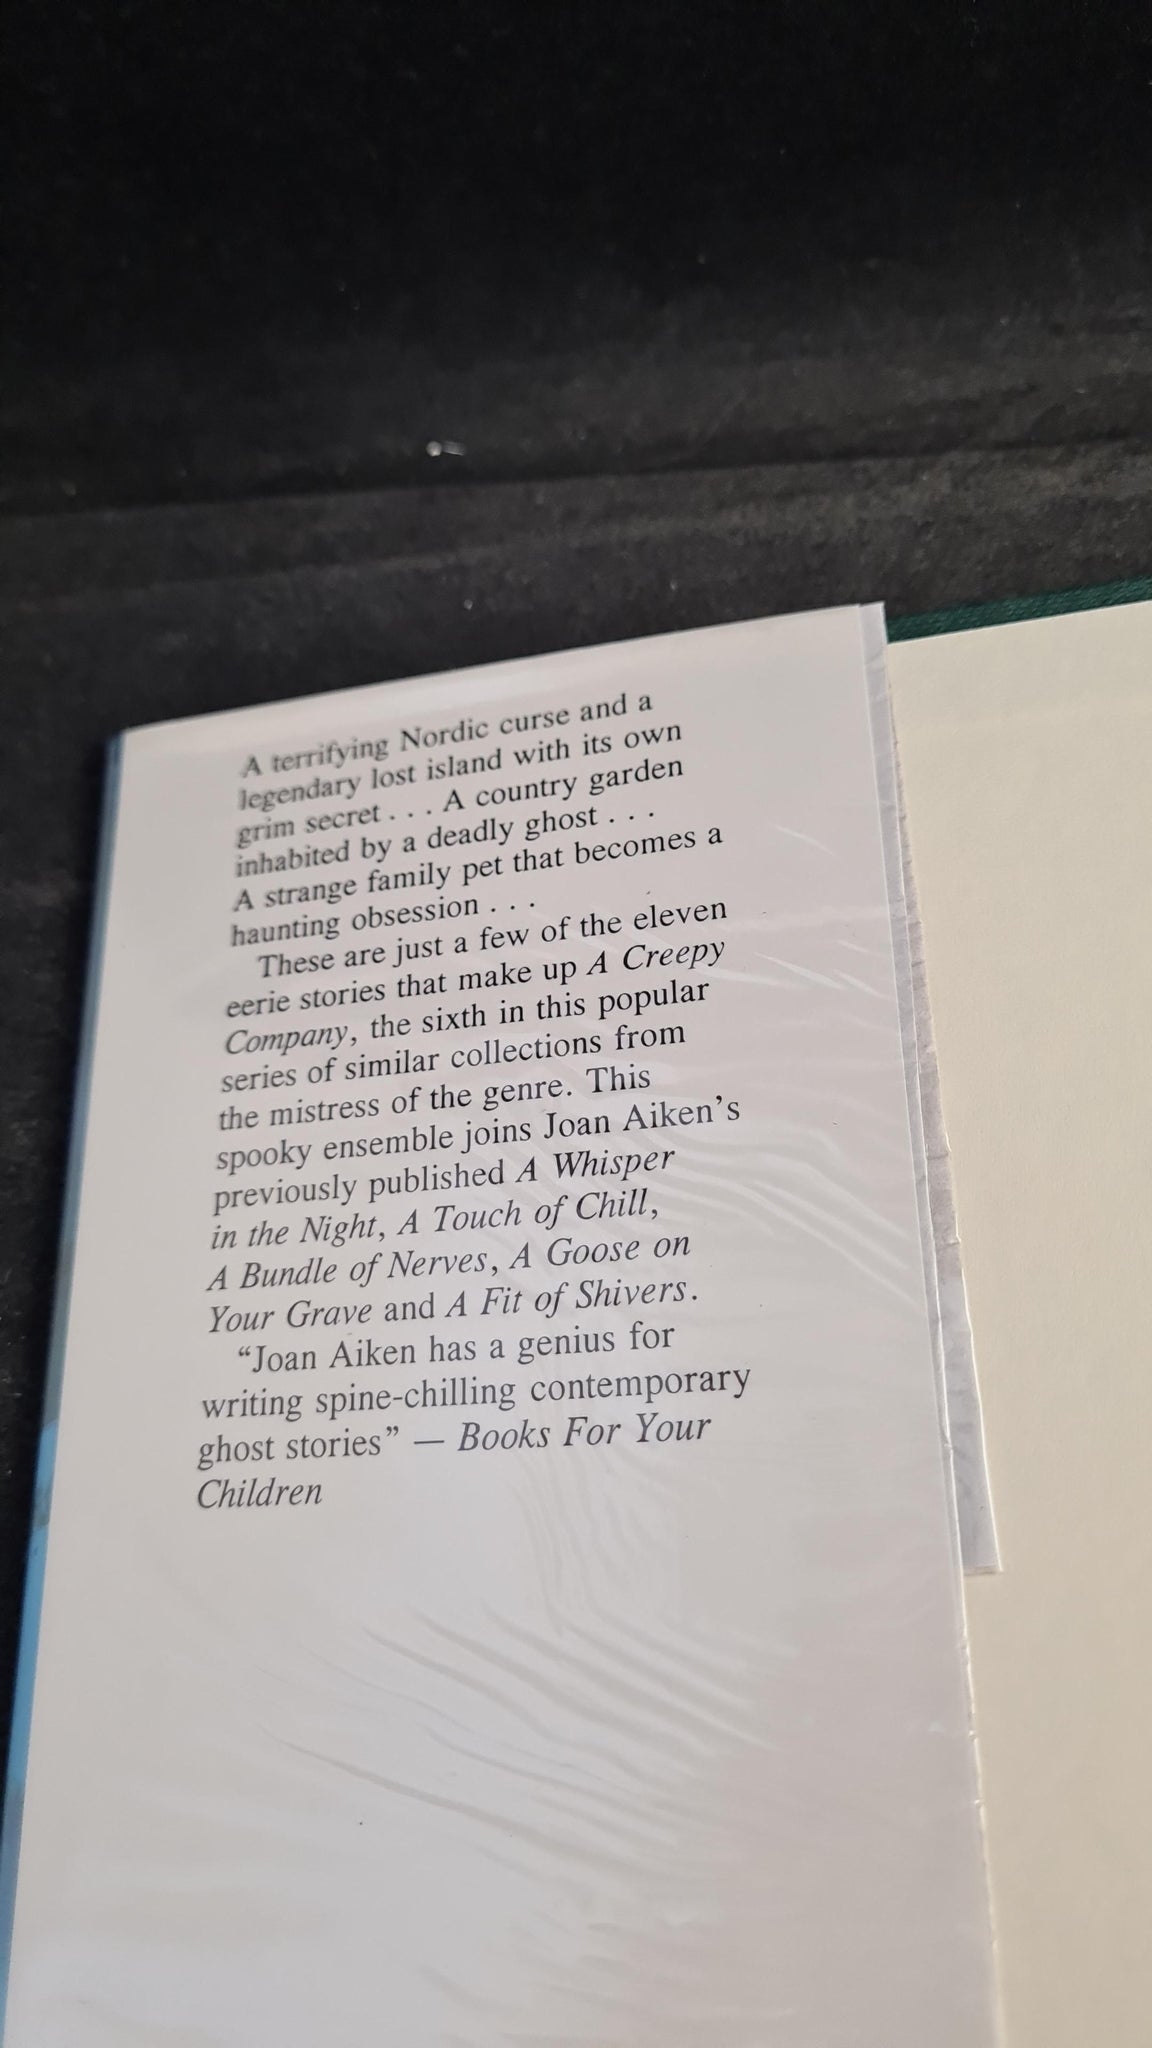 A terrifying Nordic curse and a
legendary lost island with its own
grim secret . . . A country garden
inhabited by a deadly ghost . . .
A strange family pet that becomes a
haunting obsession . . .
These are just a few of the eleven
eerie stories that make up A Creepy
Company, the sixth in this popular
series of similar collections from
the mistress of the genre. This
spooky ensemble joins Joan Aiken's
previously published A Whisper
in the Night, A Touch of Chill,
A Bundle of Nerves, A Goose on
Your Grave and A Fit of Shivers.
“Joan Aiken has a genius for
writing spine-chilling contemporary
ghost stories” — Books For Your
Children